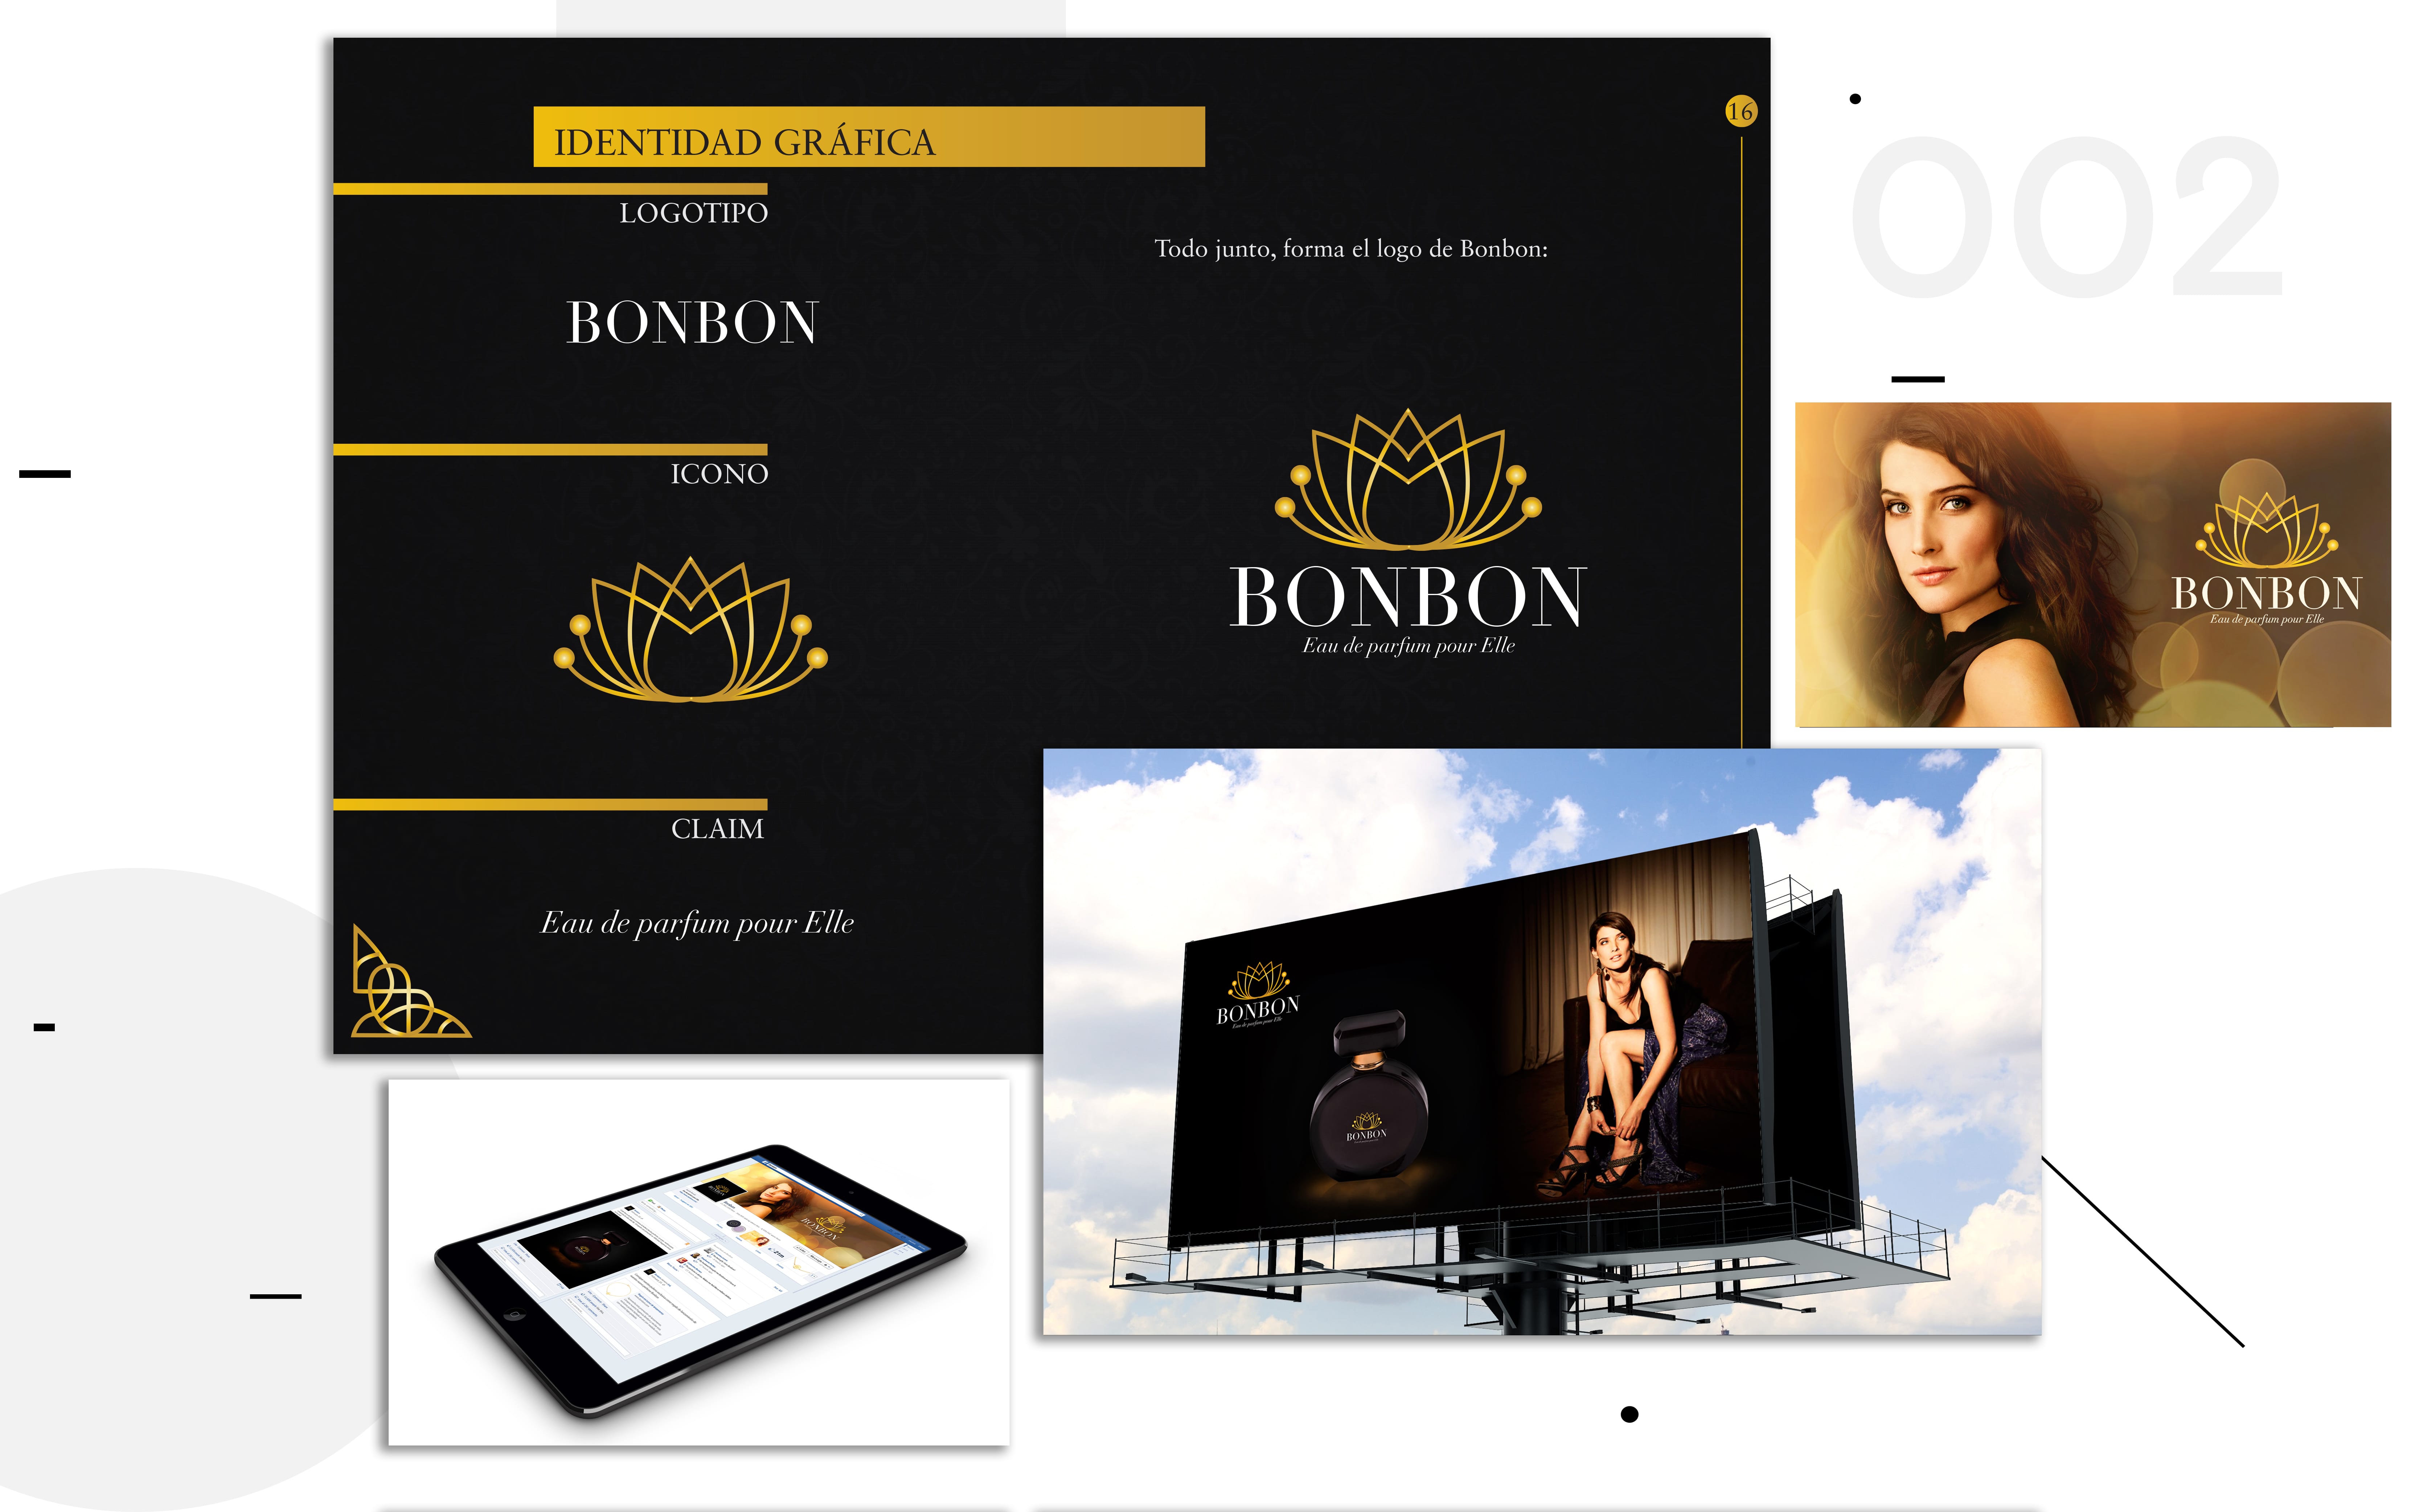 IDENTIDAD GRÁFICA
16
LOGOTIPO
BONBON
ICONO
CLAIM
Eau de parfum pour Elle
Todo junto, forma el logo de Bonbon:
BONBON
Eau de parfum pour Elle
002
BONBON
Eau de parfum pour Elle
BONBON
Eau de parfum pour Elle
BONBON
BONBON